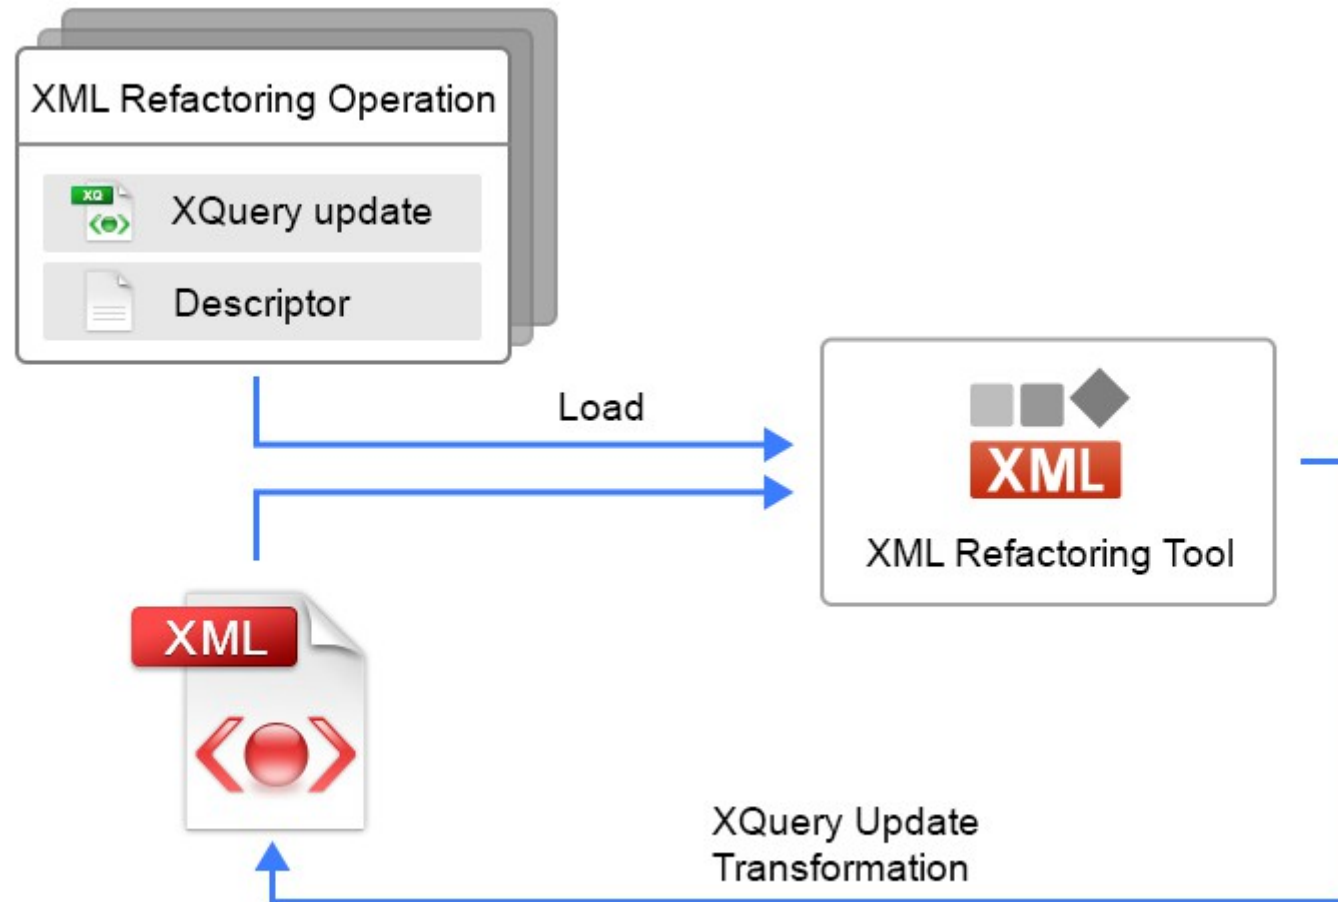 XML Refactoring Operation
XQ
XQuery update
Descriptor
Load
XML
XML Refactoring Tool
XML
XQuery Update
Transformation